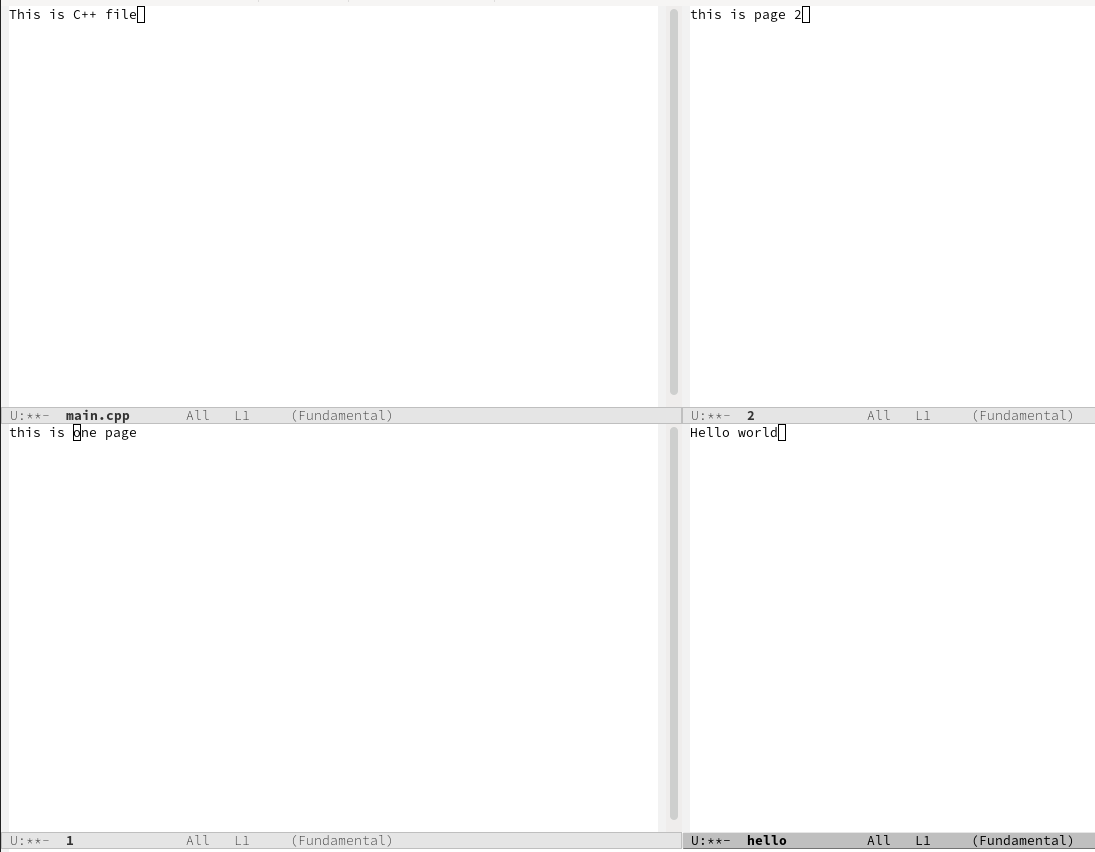 This is C++ file
U:**-  main.cpp       All   L1     (Fundamental)
this is page 2
U:**-  2              All   L1     (Fundamental)
this is one page
U:**-  1              All   L1     (Fundamental)
Hello world
U:**-  hello          All   L1     (Fundamental)